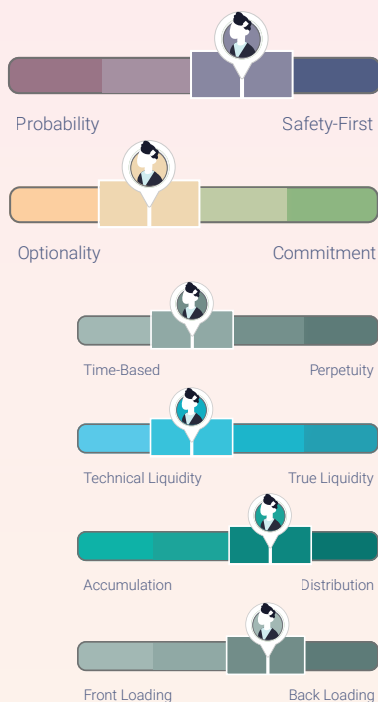 Probability Safety-First
Optionality Commitment
Time-Based Perpetuity
Technical Liquidity True Liquidity
Accumulation Distribution
Front Loading Back Loading